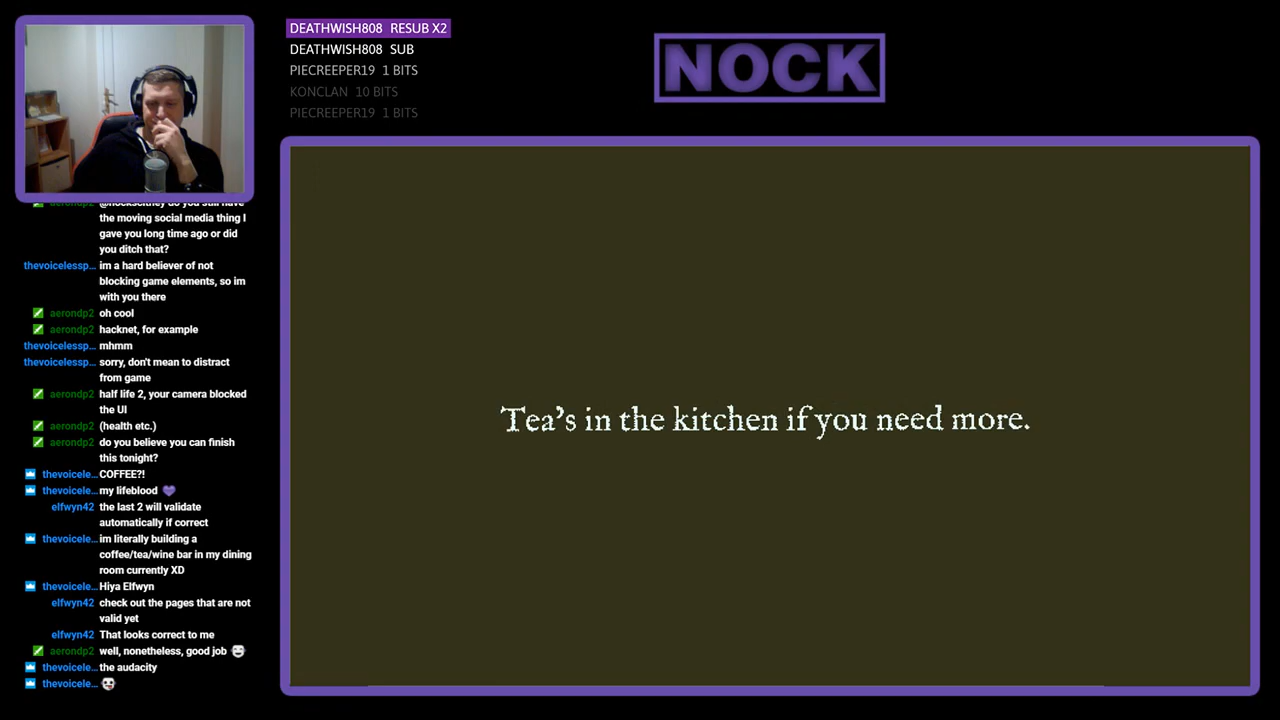 DEATHWISH808 RESUB X2
DEATHWISH808 SUB
PIECREEPER19 1 BITS
KONCLAN 10 BITS
PIECREEPER19 1 BITS
NOCK
the moving social media thing I
gave you long time ago or did
you ditch that?
thevoicelessp... im a hard believer of not
blocking game elements, so im
with you there
aerondp2 oh cool
aerondp2 hacknet, for example
thevoicelessp... mhmm
thevoicelessp... sorry, don't mean to distract
from game
aerondp2 half life 2, your camera blocked
the UI
aerondp2 (health etc.)
aerondp2 do you believe you can finish
this tonight?
thevoicele... COFFEE?!
thevoicele... my lifeblood
elfwyn42 the last 2 will validate
automatically if correct
thevoicele... im literally building a
coffee/tea/wine bar in my dining
room currently XD
thevoicele... Hiya Elfwyn
elfwyn42 check out the pages that are not
valid yet
elfwyn42 That looks correct to me
aerondp2 well, nonetheless, good job
thevoicele... the audacity
thevoicele...
Tea's in the kitchen if you need more.